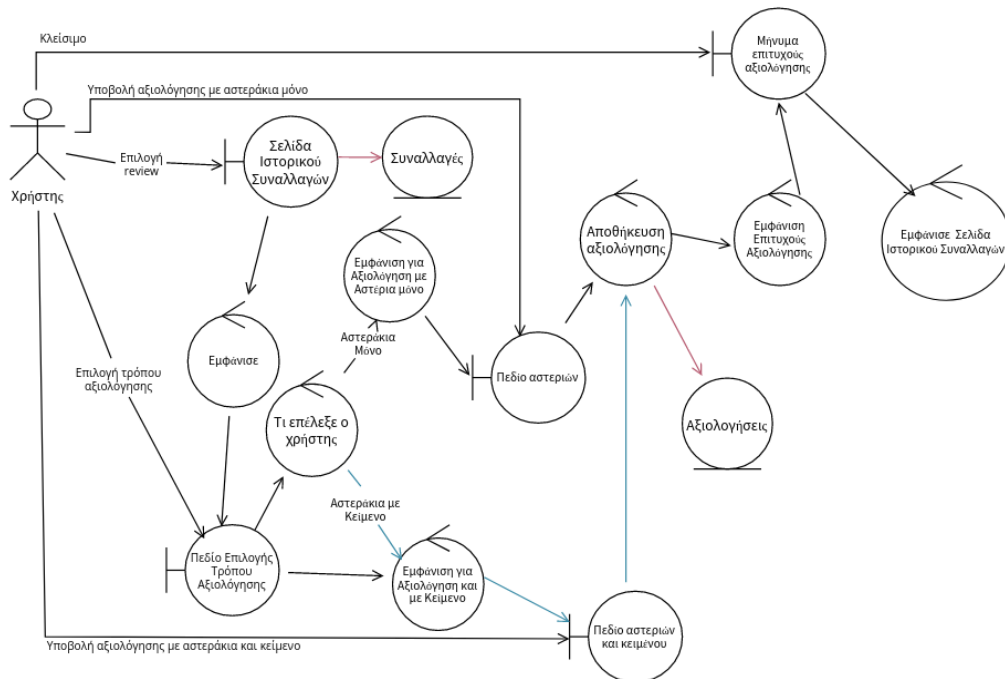 Κλείσιμο
Μήνυμα
επιτυχούς
αξιολόγησης
Υποβολή αξιολόγησης με αστεράκια μόνο
Επιλογή
review
Σελίδα
Ιστορικού
Συναλλαγών
Συναλλαγές
Χρήστης
Αποθήκευση
αξιολόγησης
Εμφάνιση
Επιτυχούς
Αξιολόγησης
Εμφάνισε Σελίδα
Ιστορικού Συναλλαγών
Εμφάνιση για
Αξιολόγηση με
Αστέρια μόνο
Αστεράκια
Μόνο
Εμφάνισε
Επιλογή τρόπου
αξιολόγησης
Πεδίο αστεριών
Τι επέλεξε ο
χρήστης
Αξιολογήσεις
Αστεράκια με
Κείμενο
Πεδίο Επιλογής
Τρόπου
Αξιολόγησης
Εμφάνιση για
Αξιολόγηση και
με Κείμενο
Πεδίο αστεριών
και κειμένου
Υποβολή αξιολόγησης με αστεράκια και κείμενο